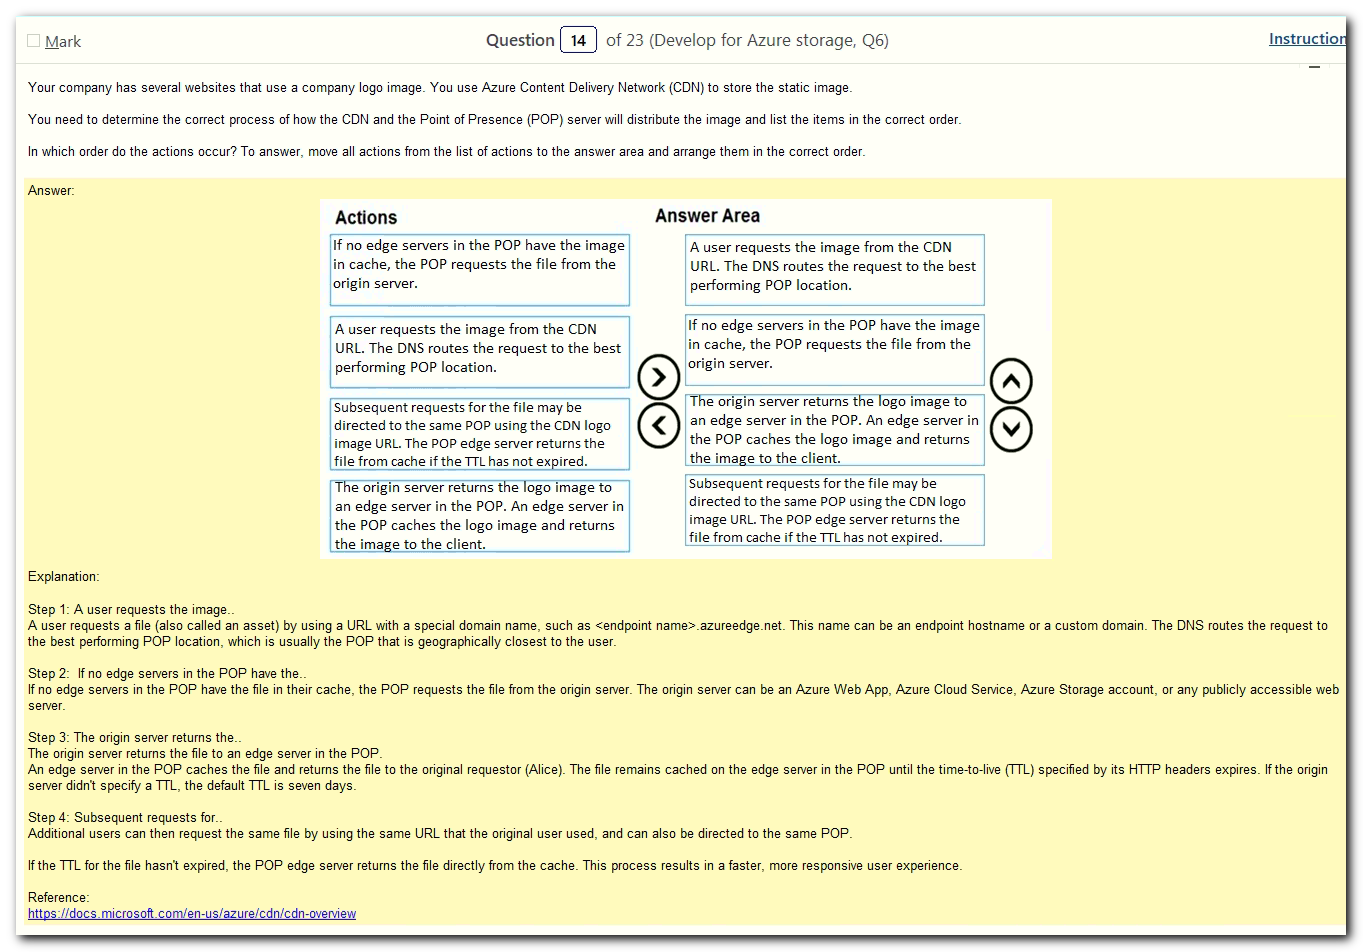 Mark
Question 14 of 23 (Develop for Azure storage, Q6)
Instruction
Your company has several websites that use a company logo image. You use Azure Content Delivery Network (CDN) to store the static image.
You need to determine the correct process of how the CDN and the Point of Presence (POP) server will distribute the image and list the items in the correct order.
In which order do the actions occur? To answer, move all actions from the list of actions to the answer area and arrange them in the correct order.
Answer:
Actions
If no edge servers in the POP have the image
in cache, the POP requests the file from the
origin server.
A user requests the image from the CDN
URL. The DNS routes the request to the best
performing POP location.
Subsequent requests for the file may be
directed to the same POP using the CDN logo
image URL. The POP edge server returns the
file from cache if the TTL has not expired.
The origin server returns the logo image to
an edge server in the POP. An edge server in
the POP caches the logo image and returns
the image to the client.
Answer Area
A user requests the image from the CDN
URL. The DNS routes the request to the best
performing POP location.
If no edge servers in the POP have the image
in cache, the POP requests the file from the
origin server.
The origin server returns the logo image to
an edge server in the POP. An edge server in
the POP caches the logo image and returns
the image to the client.
Subsequent requests for the file may be
directed to the same POP using the CDN logo
image URL. The POP edge server returns the
file from cache if the TTL has not expired.
Explanation:
Step 1: A user requests the image..
A user requests a file (also called an asset) by using a URL with a special domain name, such as <endpoint name>.azureedge.net. This name can be an endpoint hostname or a custom domain. The DNS routes the request to
the best performing POP location, which is usually the POP that is geographically closest to the user.
Step 2:  If no edge servers in the POP have the..
If no edge servers in the POP have the file in their cache, the POP requests the file from the origin server. The origin server can be an Azure Web App, Azure Cloud Service, Azure Storage account, or any publicly accessible web
server.
Step 3: The origin server returns the..
The origin server returns the file to an edge server in the POP.
An edge server in the POP caches the file and returns the file to the original requestor (Alice). The file remains cached on the edge server in the POP until the time-to-live (TTL) specified by its HTTP headers expires. If the origin
server didn't specify a TTL, the default TTL is seven days.
Step 4: Subsequent requests for..
Additional users can then request the same file by using the same URL that the original user used, and can also be directed to the same POP.
If the TTL for the file hasn't expired, the POP edge server returns the file directly from the cache. This process results in a faster, more responsive user experience.
Reference:
https://docs.microsoft.com/en-us/azure/cdn/cdn-overview